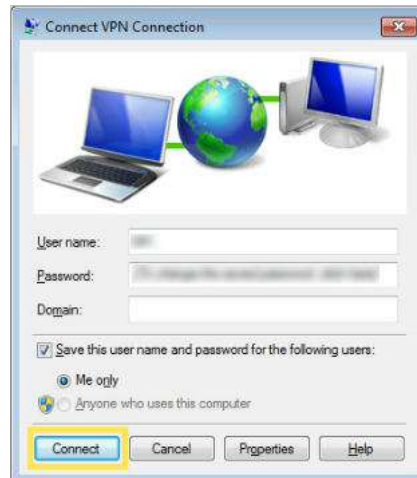 Connect VPN Connection
User name:
Password:
Domain:
Save this user name and password for the following users:
Me only
Anyone who uses this computer
Connect Cancel Properties Help